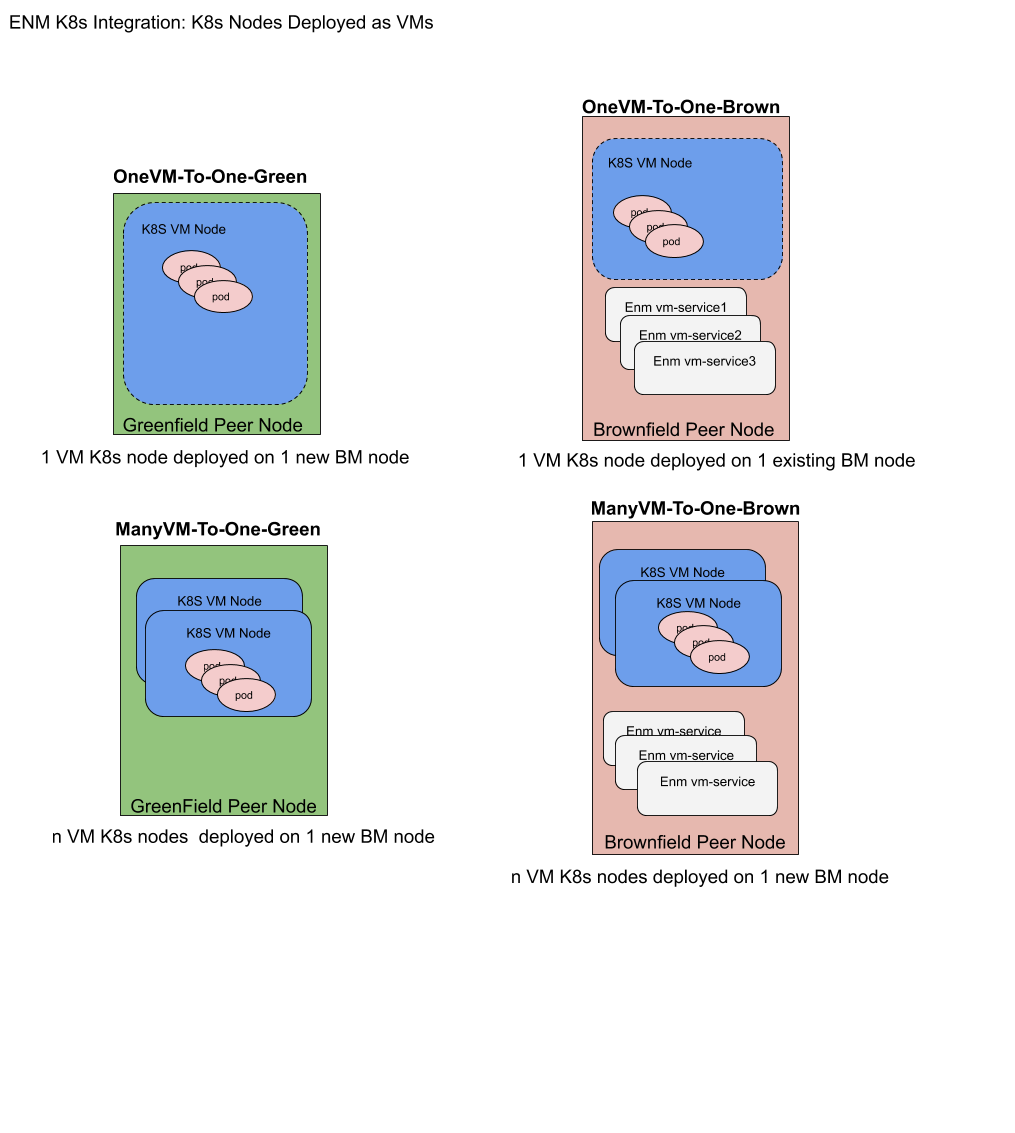 ENM K8s Integration: K8s Nodes Deployed as VMs
OneVM-To-One-Green
K8S VM Node
pod
pod
pod
Greenfield Peer Node
1 VM K8s node deployed on 1 new BM node
OneVM-To-One-Brown
K8S VM Node
pod
pod
pod
Enm vm-service1
Enm vm-service2
Enm vm-service3
Brownfield Peer Node
1 VM K8s node deployed on 1 existing BM node
ManyVM-To-One-Green
K8S VM Node
K8S VM Node
pod
pod
pod
GreenField Peer Node
n VM K8s nodes  deployed on 1 new BM node
ManyVM-To-One-Brown
K8S VM Node
K8S VM Node
pod
pod
pod
Enm vm-service
Enm vm-service
Enm vm-service
Brownfield Peer Node
n VM K8s nodes deployed on 1 new BM node